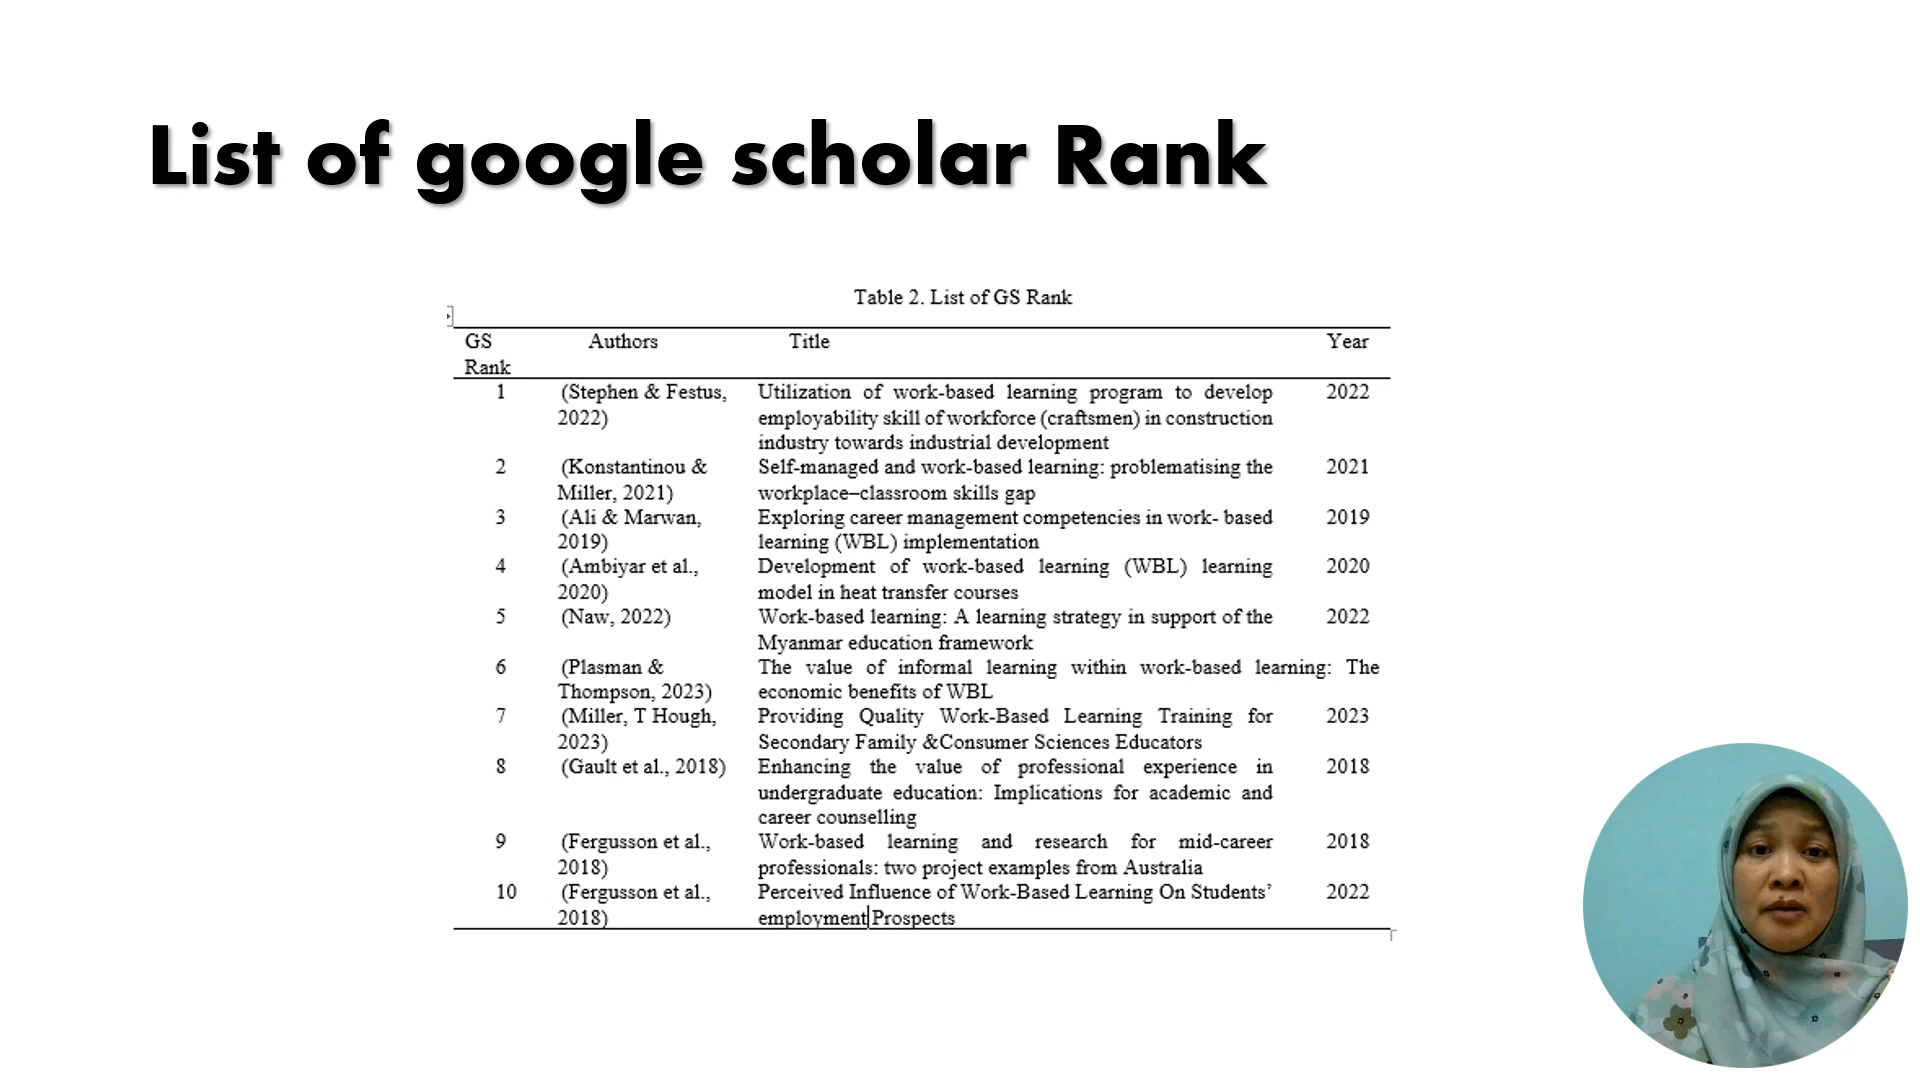 List of google scholar Rank
Table 2. List of GS Rank
GS Rank Authors Title Year
1 (Stephen & Festus, Utilization of work-based learning program to develop 2022
2022) employability skill of workforce (craftsmen) in construction
industry towards industrial development
2 (Konstantinou & Self-managed and work-based learning: problematising the 2021
Miller, 2021) workplace–classroom skills gap
3 (Ali & Marwan, Exploring career management competencies in work- based 2019
2019) learning (WBL) implementation
4 (Ambiyar et al., Development of work-based learning (WBL) learning 2020
2020) model in heat transfer courses
5 (Naw, 2022) Work-based learning: A learning strategy in support of the 2022
Myanmar education framework
6 (Plasman & The value of informal learning within work-based learning: The
Thompson, 2023) economic benefits of WBL
7 (Miller, T Hough, Providing Quality Work-Based Learning Training for 2023
2023) Secondary Family &Consumer Sciences Educators
8 (Gault et al., 2018) Enhancing the value of professional experience in 2018
undergraduate education: Implications for academic and
career counselling
9 (Fergusson et al., Work-based learning and research for mid-career 2018
2018) professionals: two project examples from Australia
10 (Fergusson et al., Perceived Influence of Work-Based Learning On Students’ 2022
2018) employment Prospects